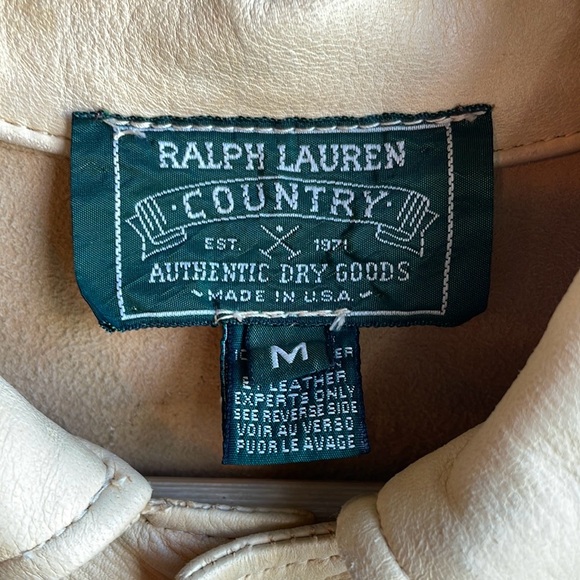 RALPH LAUREN
COUNTRY
EST. 1971
AUTHENTIC DRY GOODS
MADE IN U.S.A.
M
LEATHER
EXPERTS ONLY
SEE REVERSE SIDE
VOIR AU VERSO
PUOR LE AVAGE